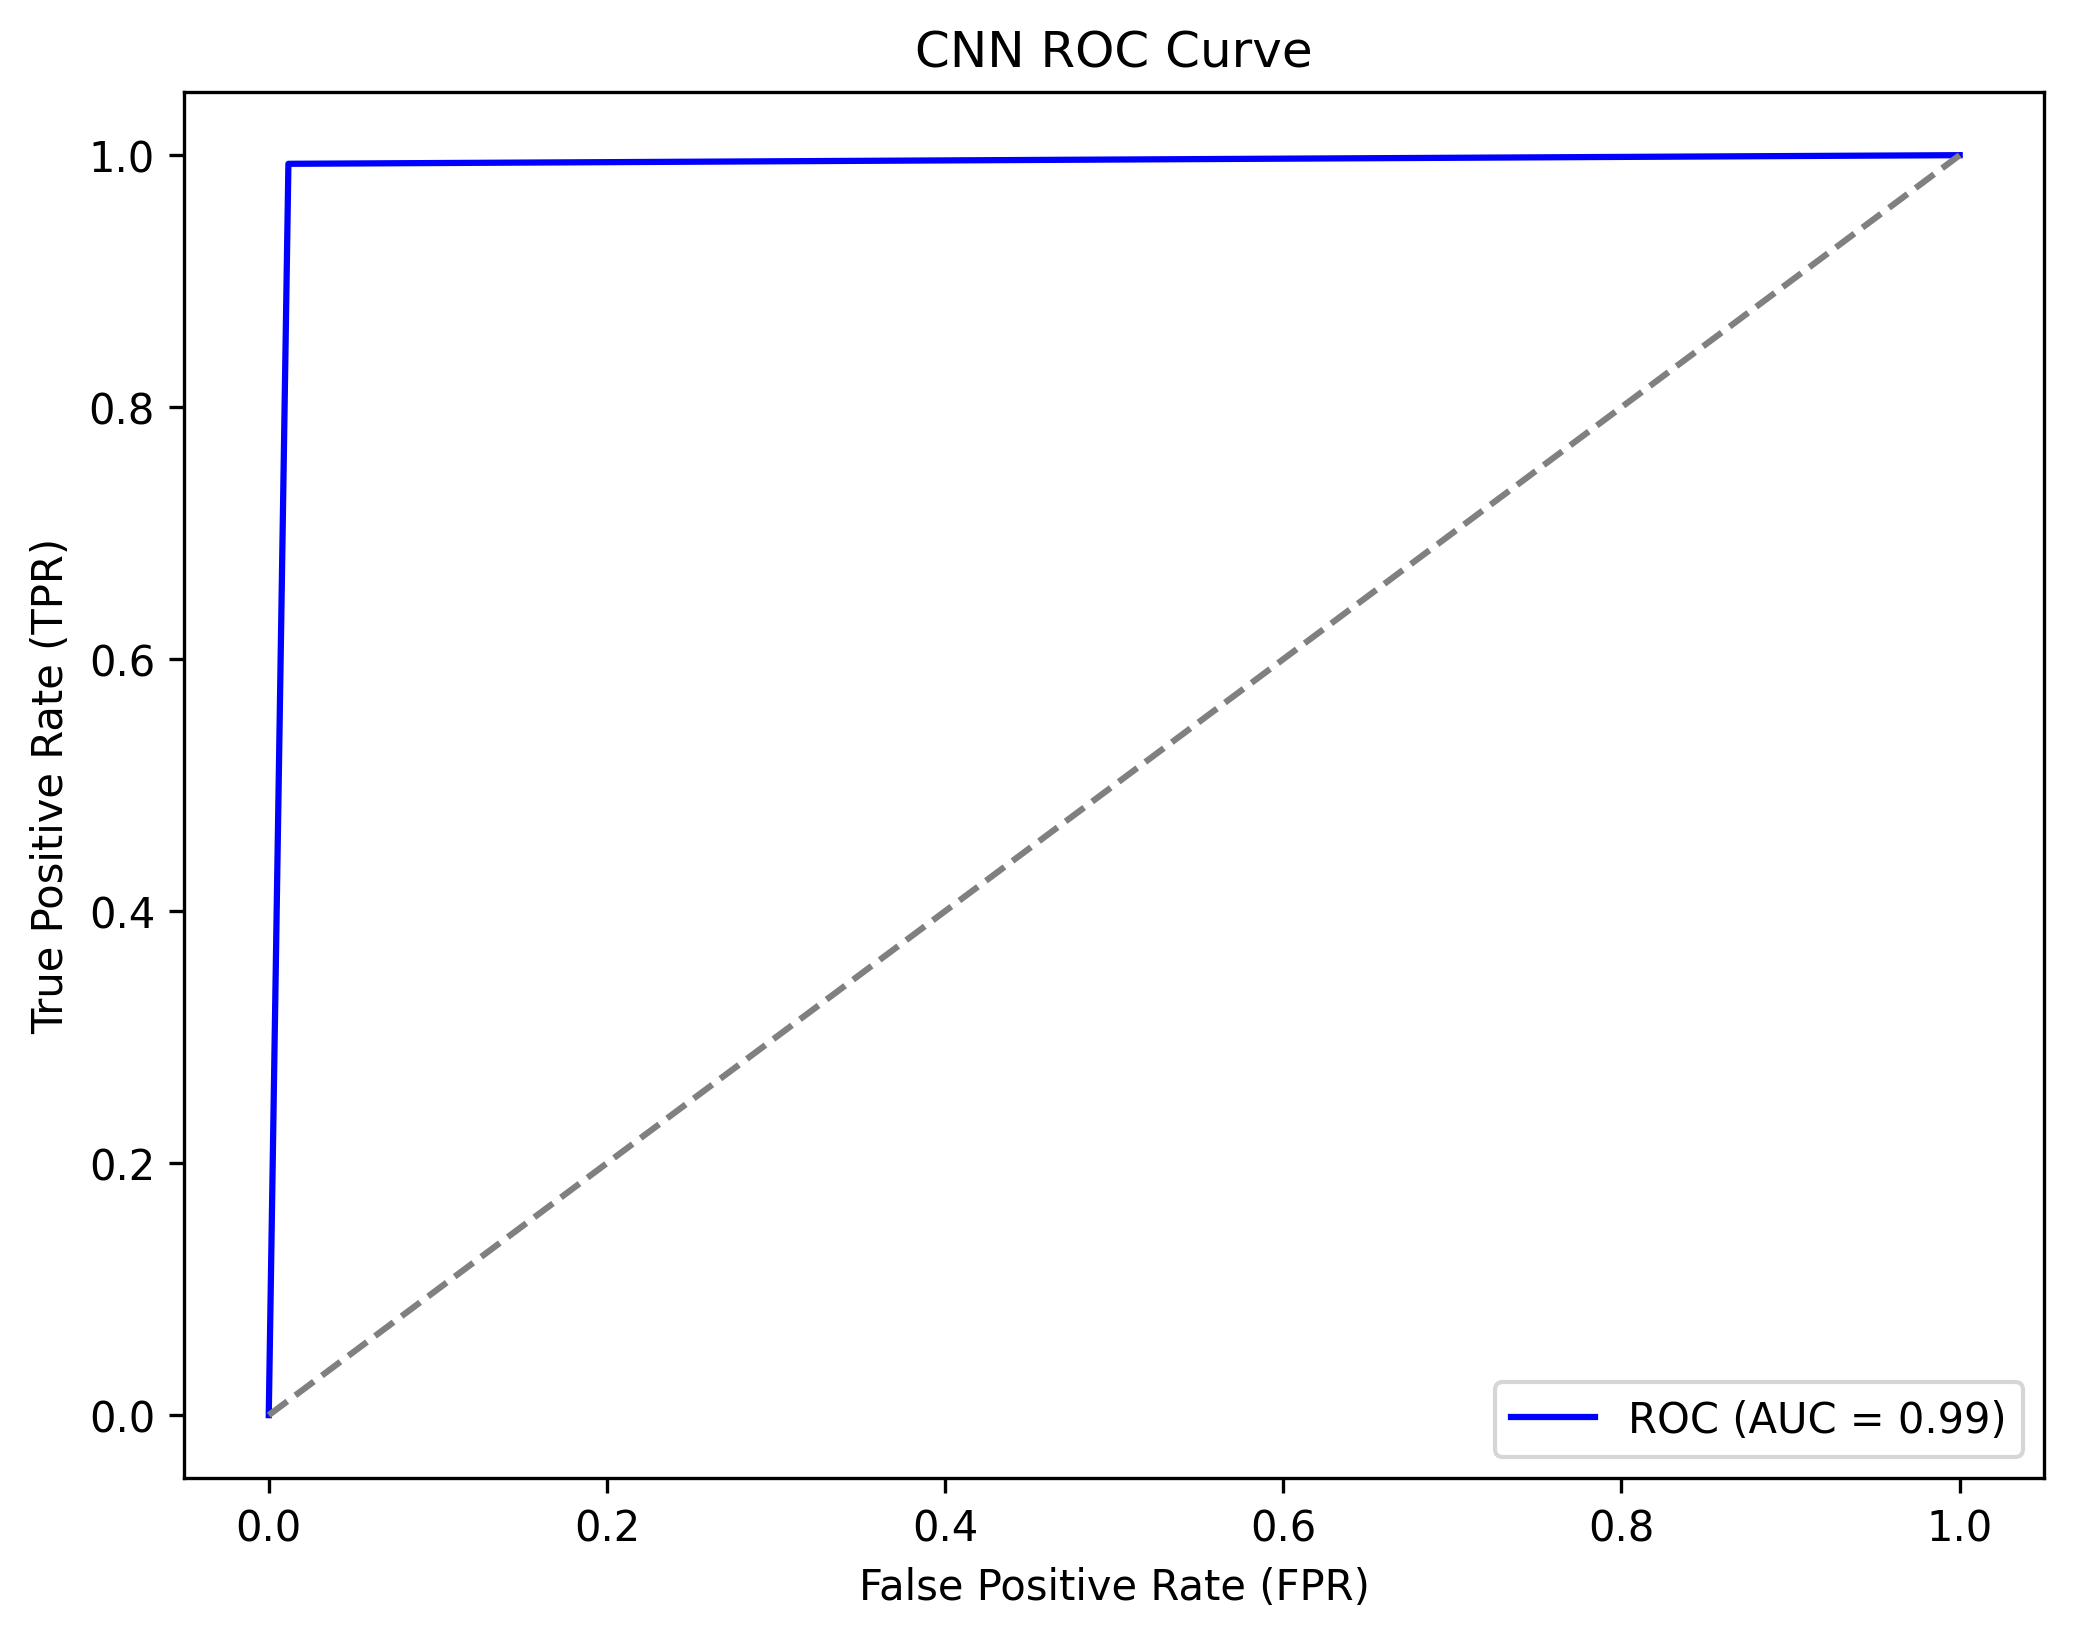 CNN ROC Curve
True Positive Rate (TPR)
1.0
0.8
0.6
0.4
0.2
0.0
ROC (AUC = 0.99)
0.0 0.2 0.4 0.6 0.8 1.0
False Positive Rate (FPR)